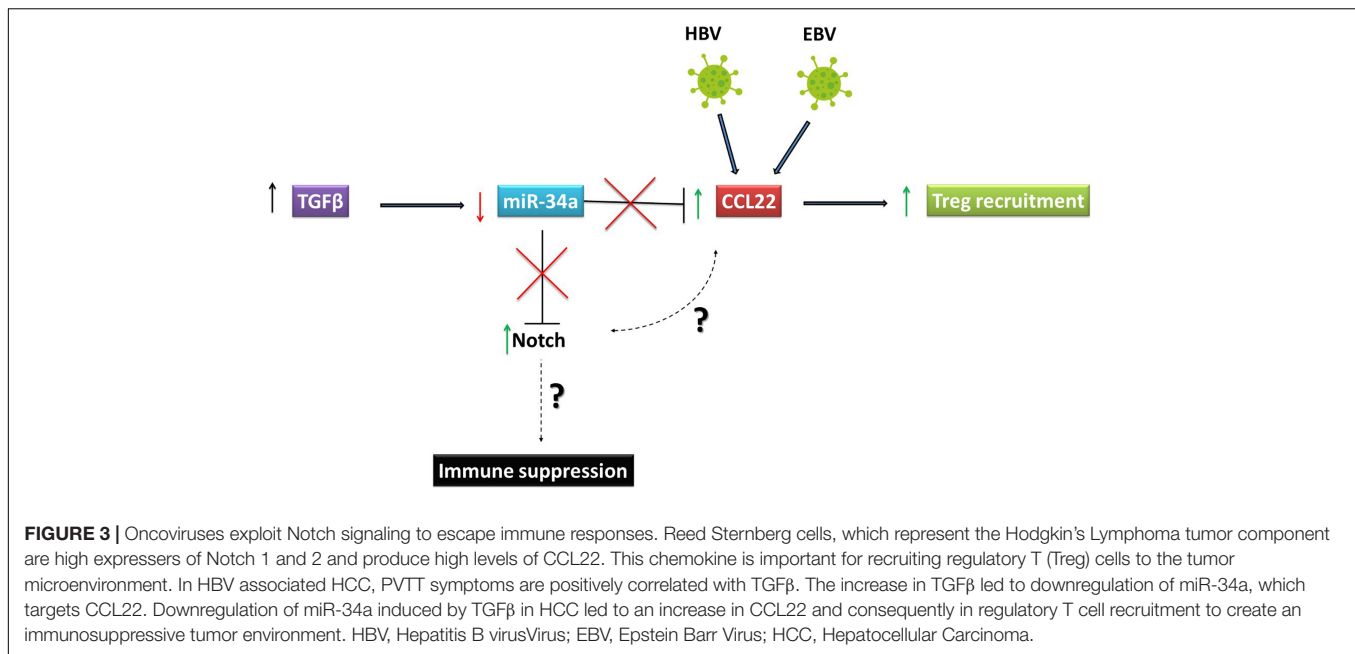 HBV EBV
TGFβ miR-34a CCL22 Treg recruitment
?
Notch
?
Immune suppression
FIGURE 3 | Oncoviruses exploit Notch signaling to escape immune responses. Reed Sternberg cells, which represent the Hodgkin's Lymphoma tumor component
are high expressers of Notch 1 and 2 and produce high levels of CCL22. This chemokine is important for recruiting regulatory T (Treg) cells to the tumor
microenvironment. In HBV associated HCC, PVTT symptoms are positively correlated with TGFβ. The increase in TGFβ led to downregulation of miR-34a, which
targets CCL22. Downregulation of miR-34a induced by TGFβ in HCC led to an increase in CCL22 and consequently in regulatory T cell recruitment to create an
immunosuppressive tumor environment. HBV, Hepatitis B virusVirus; EBV, Epstein Barr Virus; HCC, Hepatocellular Carcinoma.